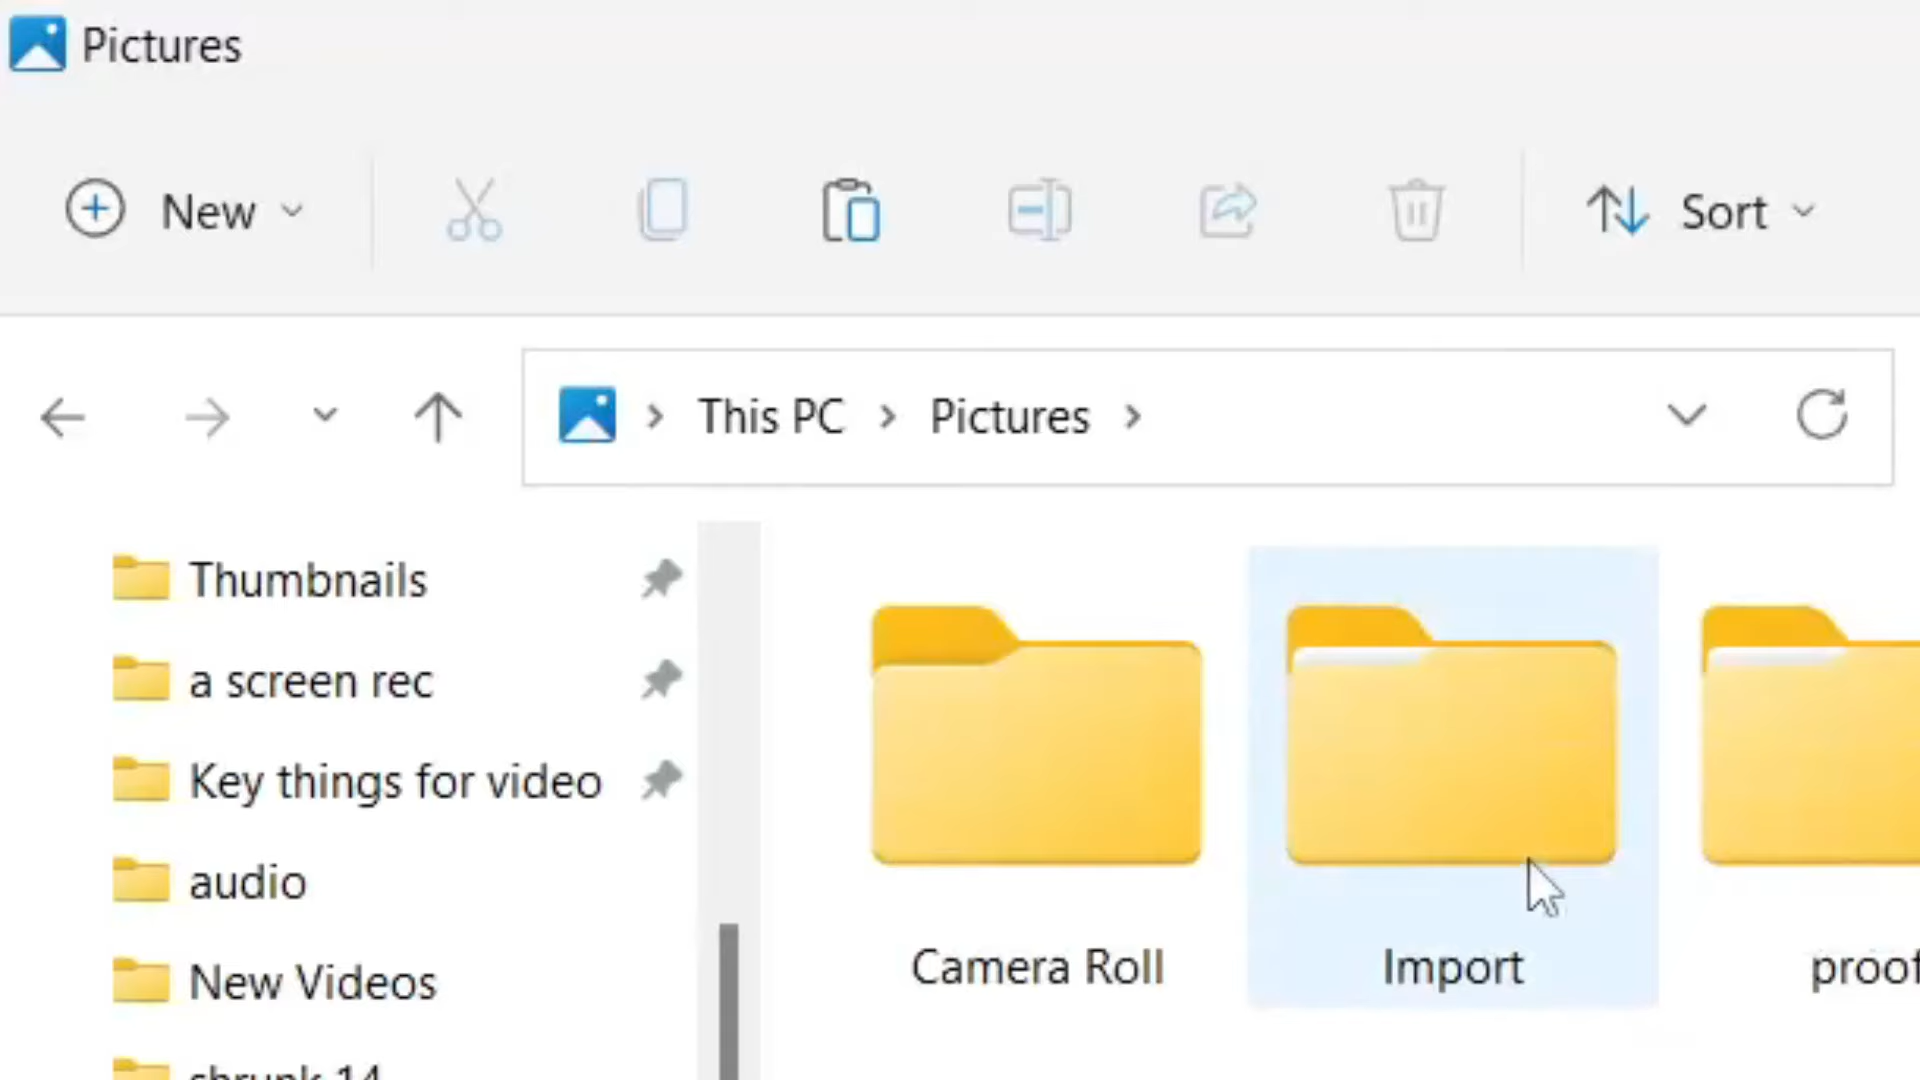 Pictures
New
Sort
This PC
Pictures
Thumbnails
a screen rec
Key things for video
audio
New Videos
shrunk 14
Camera Roll
Import
proof